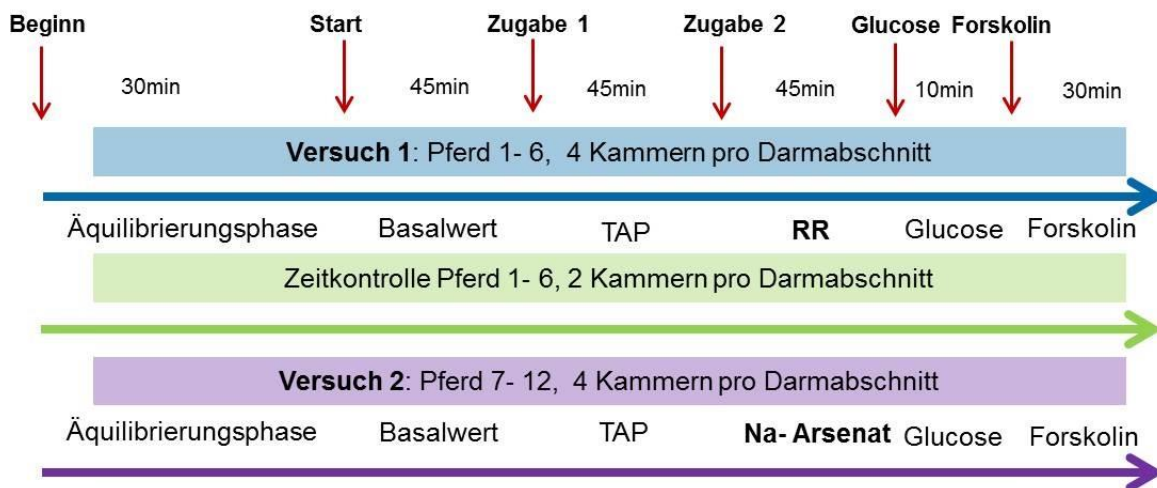 Beginn Start Zugabe 1 Zugabe 2 Glucose Forskolin
30min 45min 45min 45min 10min 30min
Versuch 1: Pferd 1- 6, 4 Kammern pro Darmabschnitt
Äquilibrierungsphase Basalwert TAP RR Glucose Forskolin
Zeitkontrolle Pferd 1- 6, 2 Kammern pro Darmabschnitt
Versuch 2: Pferd 7- 12, 4 Kammern pro Darmabschnitt
Äquilibrierungsphase Basalwert TAP Na- Arsenat Glucose Forskolin